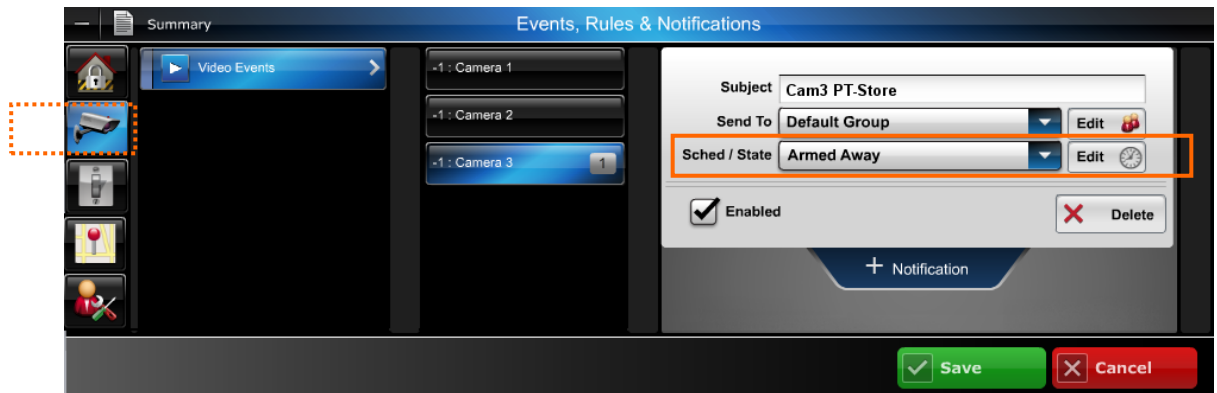 Summary
Events, Rules & Notifications
Video Events
-1 : Camera 1
-1 : Camera 2
-1 : Camera 3 1
Subject Cam3 PT-Store
Send To Default Group Edit
Sched / State Armed Away Edit
Enabled
Delete
+ Notification
Save
Cancel